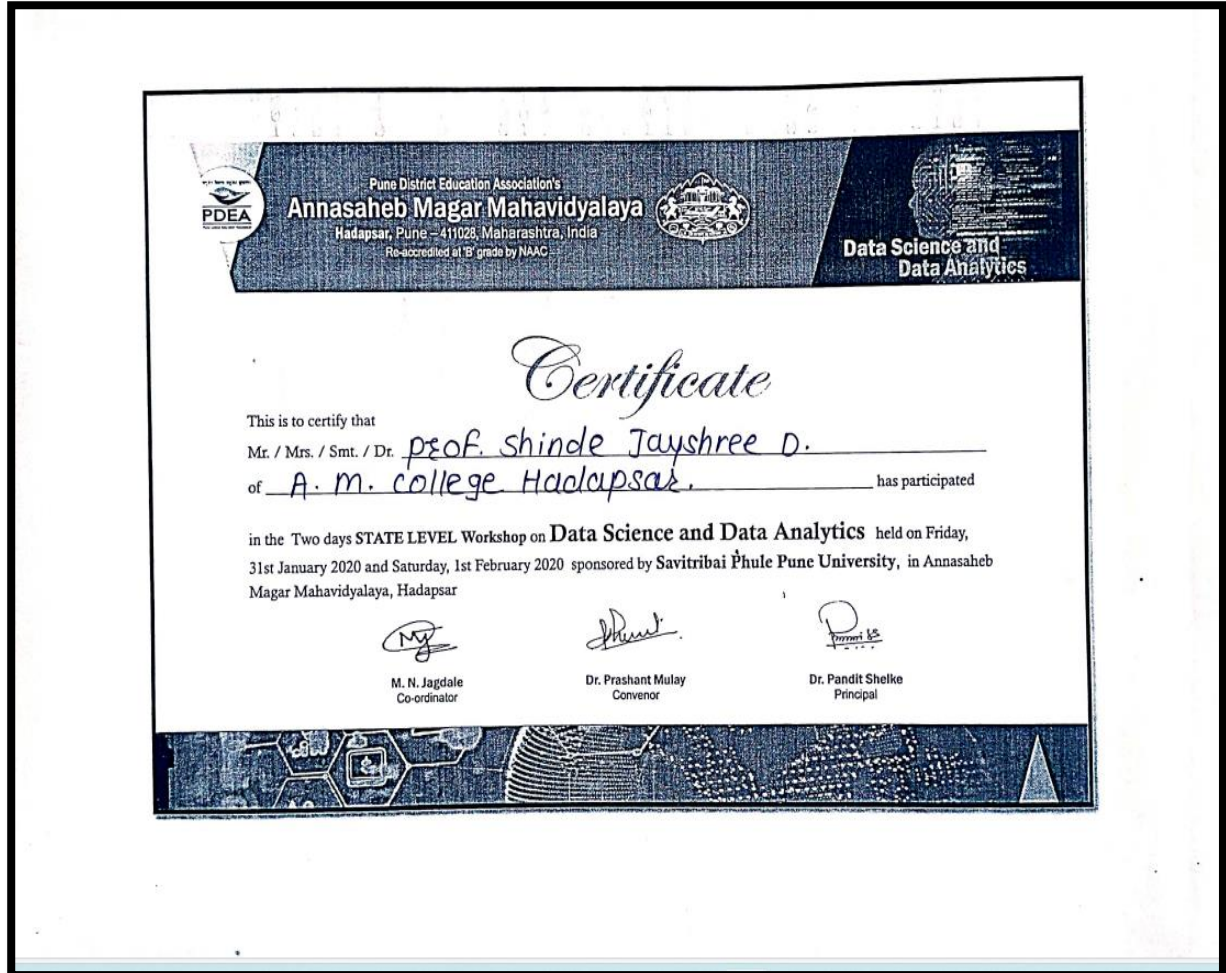 Pune District Education Association's
PDEA
Annasaheb Magar Mahavidyalaya
Hadapsar, Pune – 411028, Maharashtra, India
Re-accredited at 'B' grade by NAAC
Data Science and
Data Analytics
Certificate
This is to certify that
Mr. / Mrs. / Smt. / Dr. Prof. Shinde Jayshree D.
of A. M. College Hadapsar. has participated
in the Two days STATE LEVEL Workshop on Data Science and Data Analytics held on Friday,
31st January 2020 and Saturday, 1st February 2020 sponsored by Savitribai Phule Pune University, in Annasaheb
Magar Mahavidyalaya, Hadapsar
M. N. Jagdale
Co-ordinator
Dr. Prashant Mulay
Convenor
Dr. Pandit Shelke
Principal